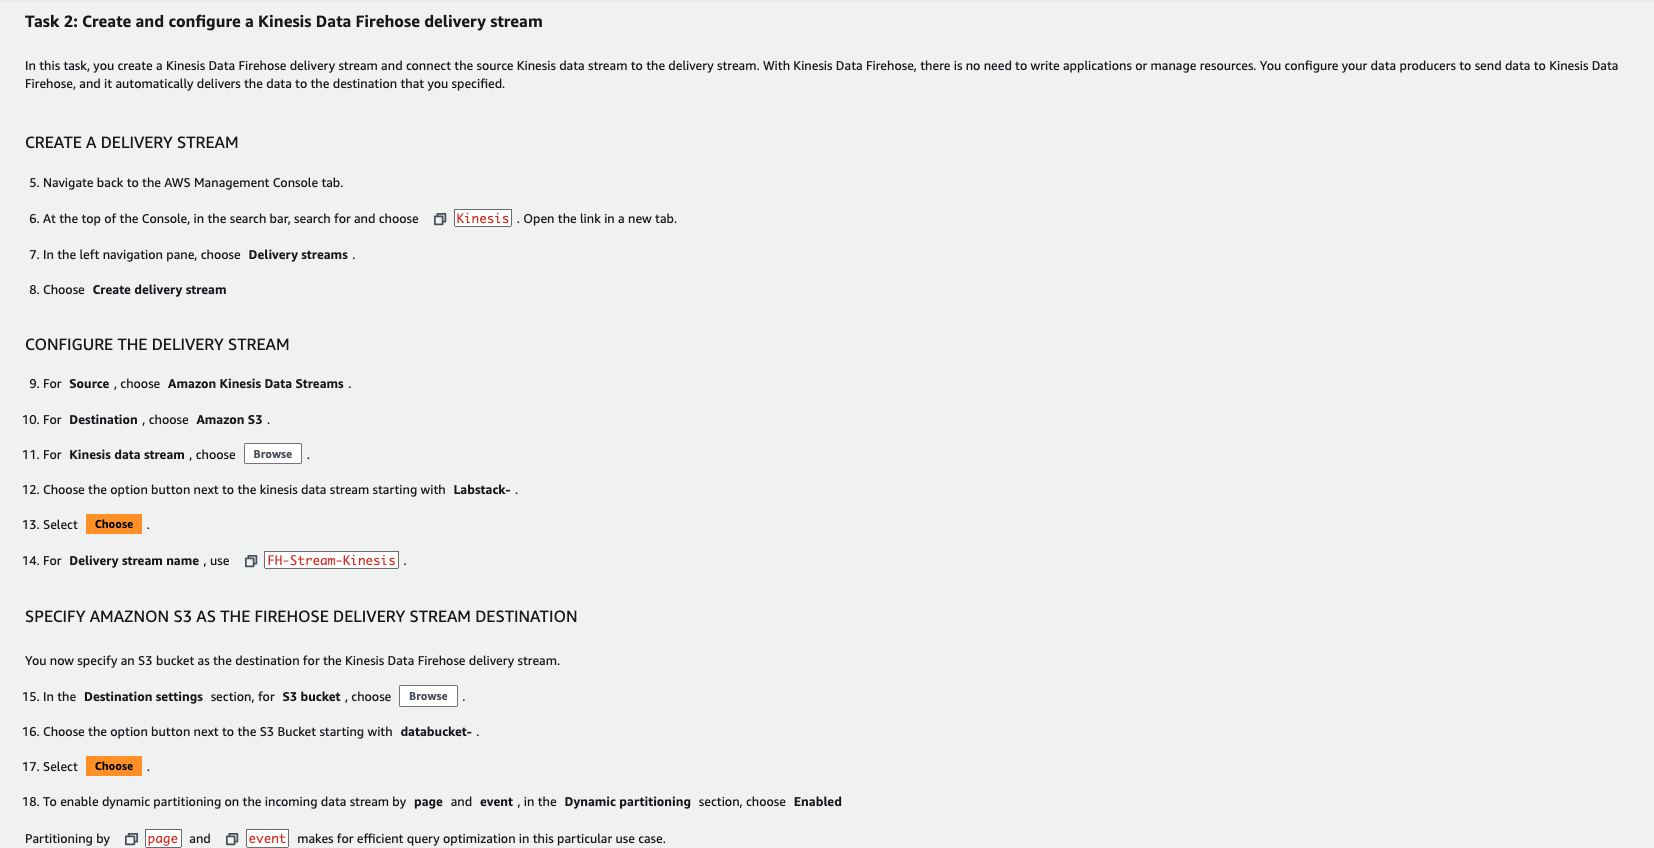 Task 2: Create and configure a Kinesis Data Firehose delivery stream
In this task, you create a Kinesis Data Firehose delivery stream and connect the source Kinesis data stream to the delivery stream. With Kinesis Data Firehose, there is no need to write applications or manage resources. You configure your data producers to send data to Kinesis Data
Firehose, and it automatically delivers the data to the destination that you specified.
CREATE A DELIVERY STREAM
5. Navigate back to the AWS Management Console tab.
6. At the top of the Console, in the search bar, search for and choose Kinesis . Open the link in a new tab.
7. In the left navigation pane, choose Delivery streams .
8. Choose Create delivery stream
CONFIGURE THE DELIVERY STREAM
9. For Source , choose Amazon Kinesis Data Streams .
10. For Destination , choose Amazon S3 .
11. For Kinesis data stream , choose Browse .
12. Choose the option button next to the kinesis data stream starting with Labstack- .
13. Select Choose .
14. For Delivery stream name , use FH-Stream-Kinesis .
SPECIFY AMAZNON S3 AS THE FIREHOSE DELIVERY STREAM DESTINATION
You now specify an S3 bucket as the destination for the Kinesis Data Firehose delivery stream.
15. In the Destination settings section, for S3 bucket , choose Browse .
16. Choose the option button next to the S3 Bucket starting with databucket- .
17. Select Choose .
18. To enable dynamic partitioning on the incoming data stream by page and event , in the Dynamic partitioning section, choose Enabled
Partitioning by page and event makes for efficient query optimization in this particular use case.